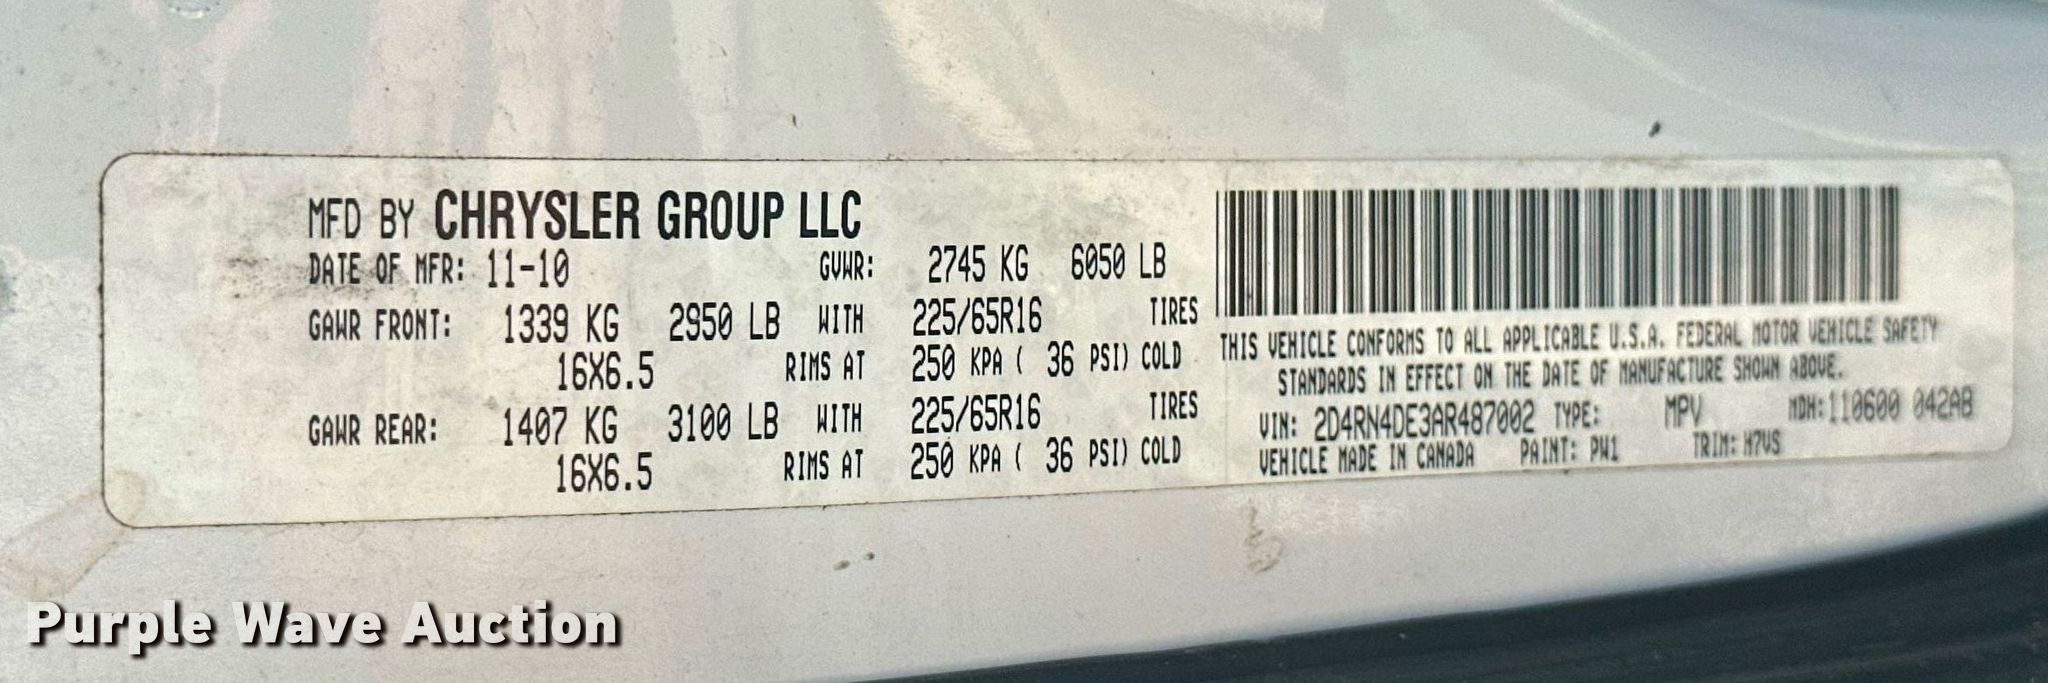 MFD BY CHRYSLER GROUP LLC
DATE OF MFR: 11-10 GVWR: 2745 KG 6050 LB
GAWR FRONT: 1339 KG 2950 LB WITH 225/65R16 TIRES
16X6.5 RIMS AT 250 KPA ( 36 PSI) COLD
GAWR REAR: 1407 KG 3100 LB WITH 225/65R16 TIRES
16X6.5 RIMS AT 250 KPA ( 36 PSI) COLD
THIS VEHICLE CONFORMS TO ALL APPLICABLE U.S.A. FEDERAL MOTOR VEHICLE SAFETY
STANDARDS IN EFFECT ON THE DATE OF MANUFACTURE SHOWN ABOVE.
VIN: 2D4RN4DE3AR487002 TYPE: MPV MDH: 110600 042AB
VEHICLE MADE IN CANADA PAINT: PW1 TRIM: H7VS
Purple Wave Auction